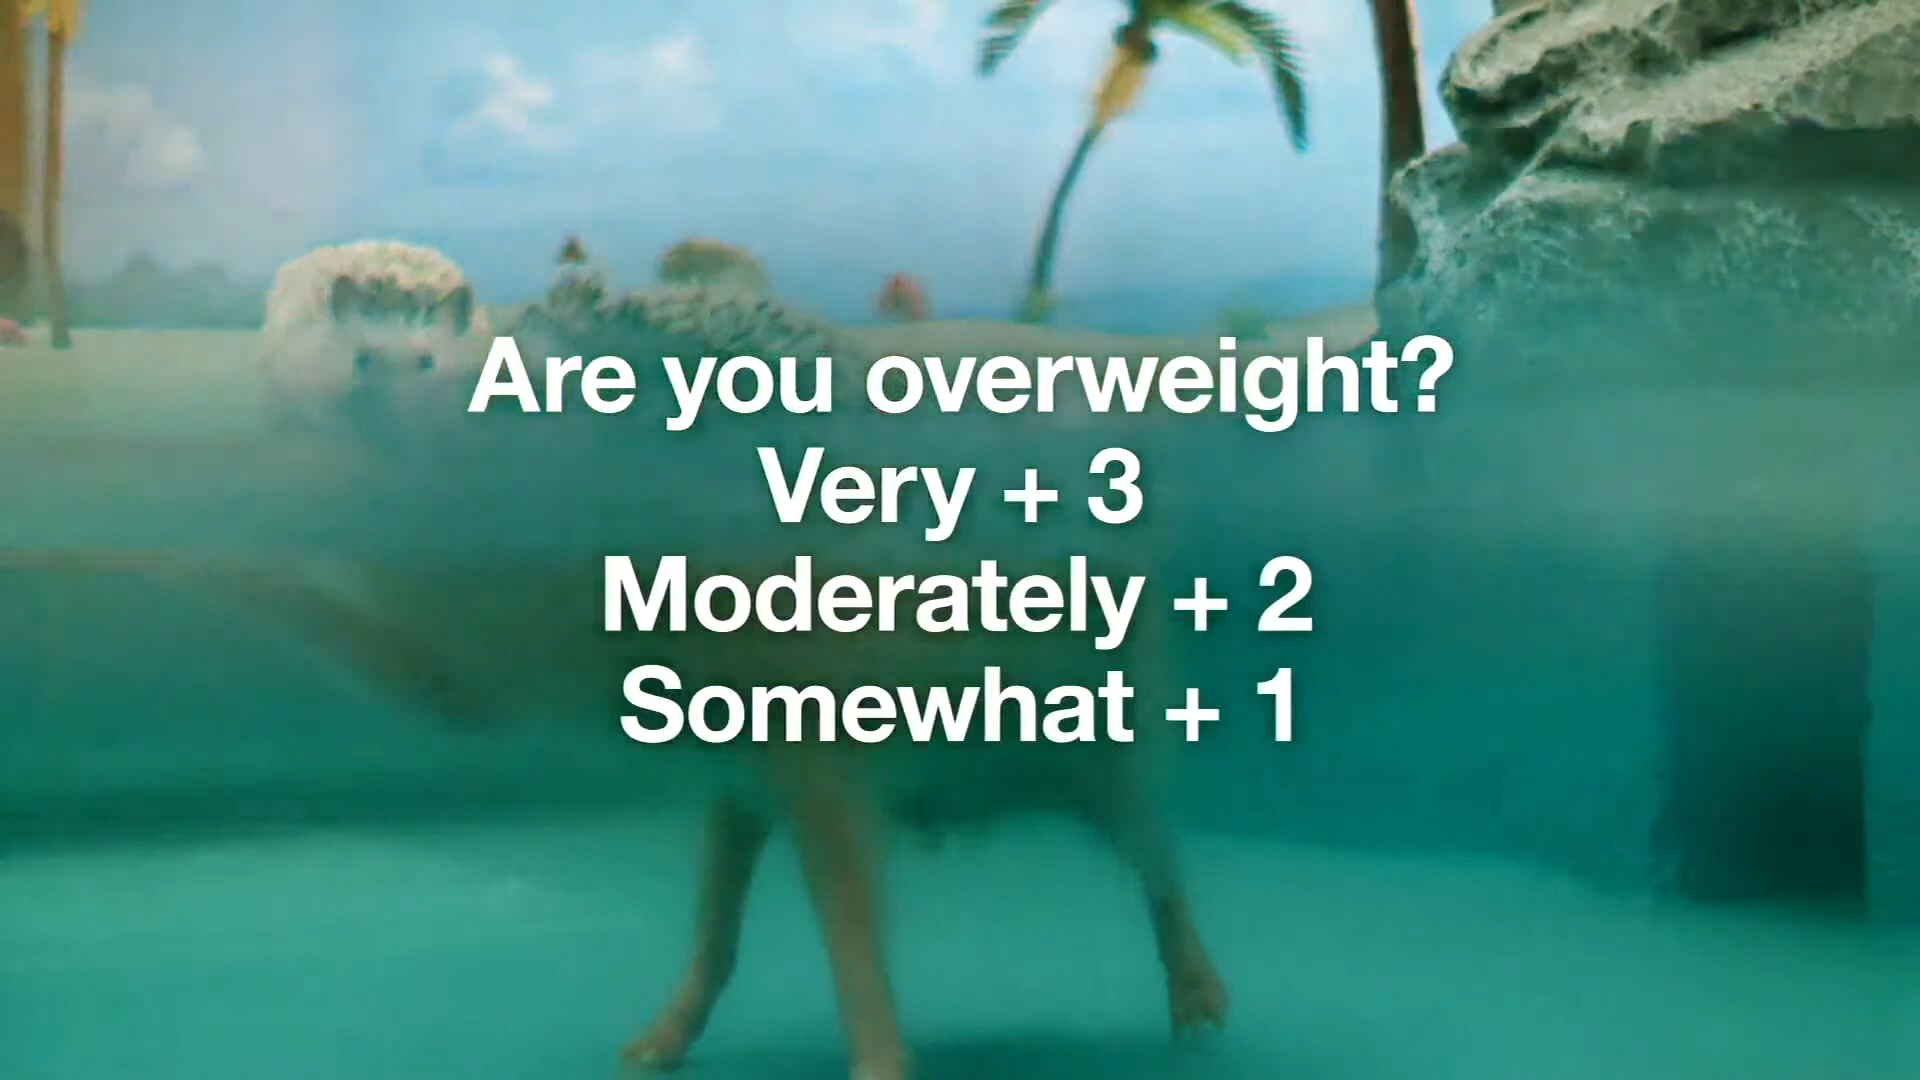 Are you overweight?
Very + 3
Moderately + 2
Somewhat + 1